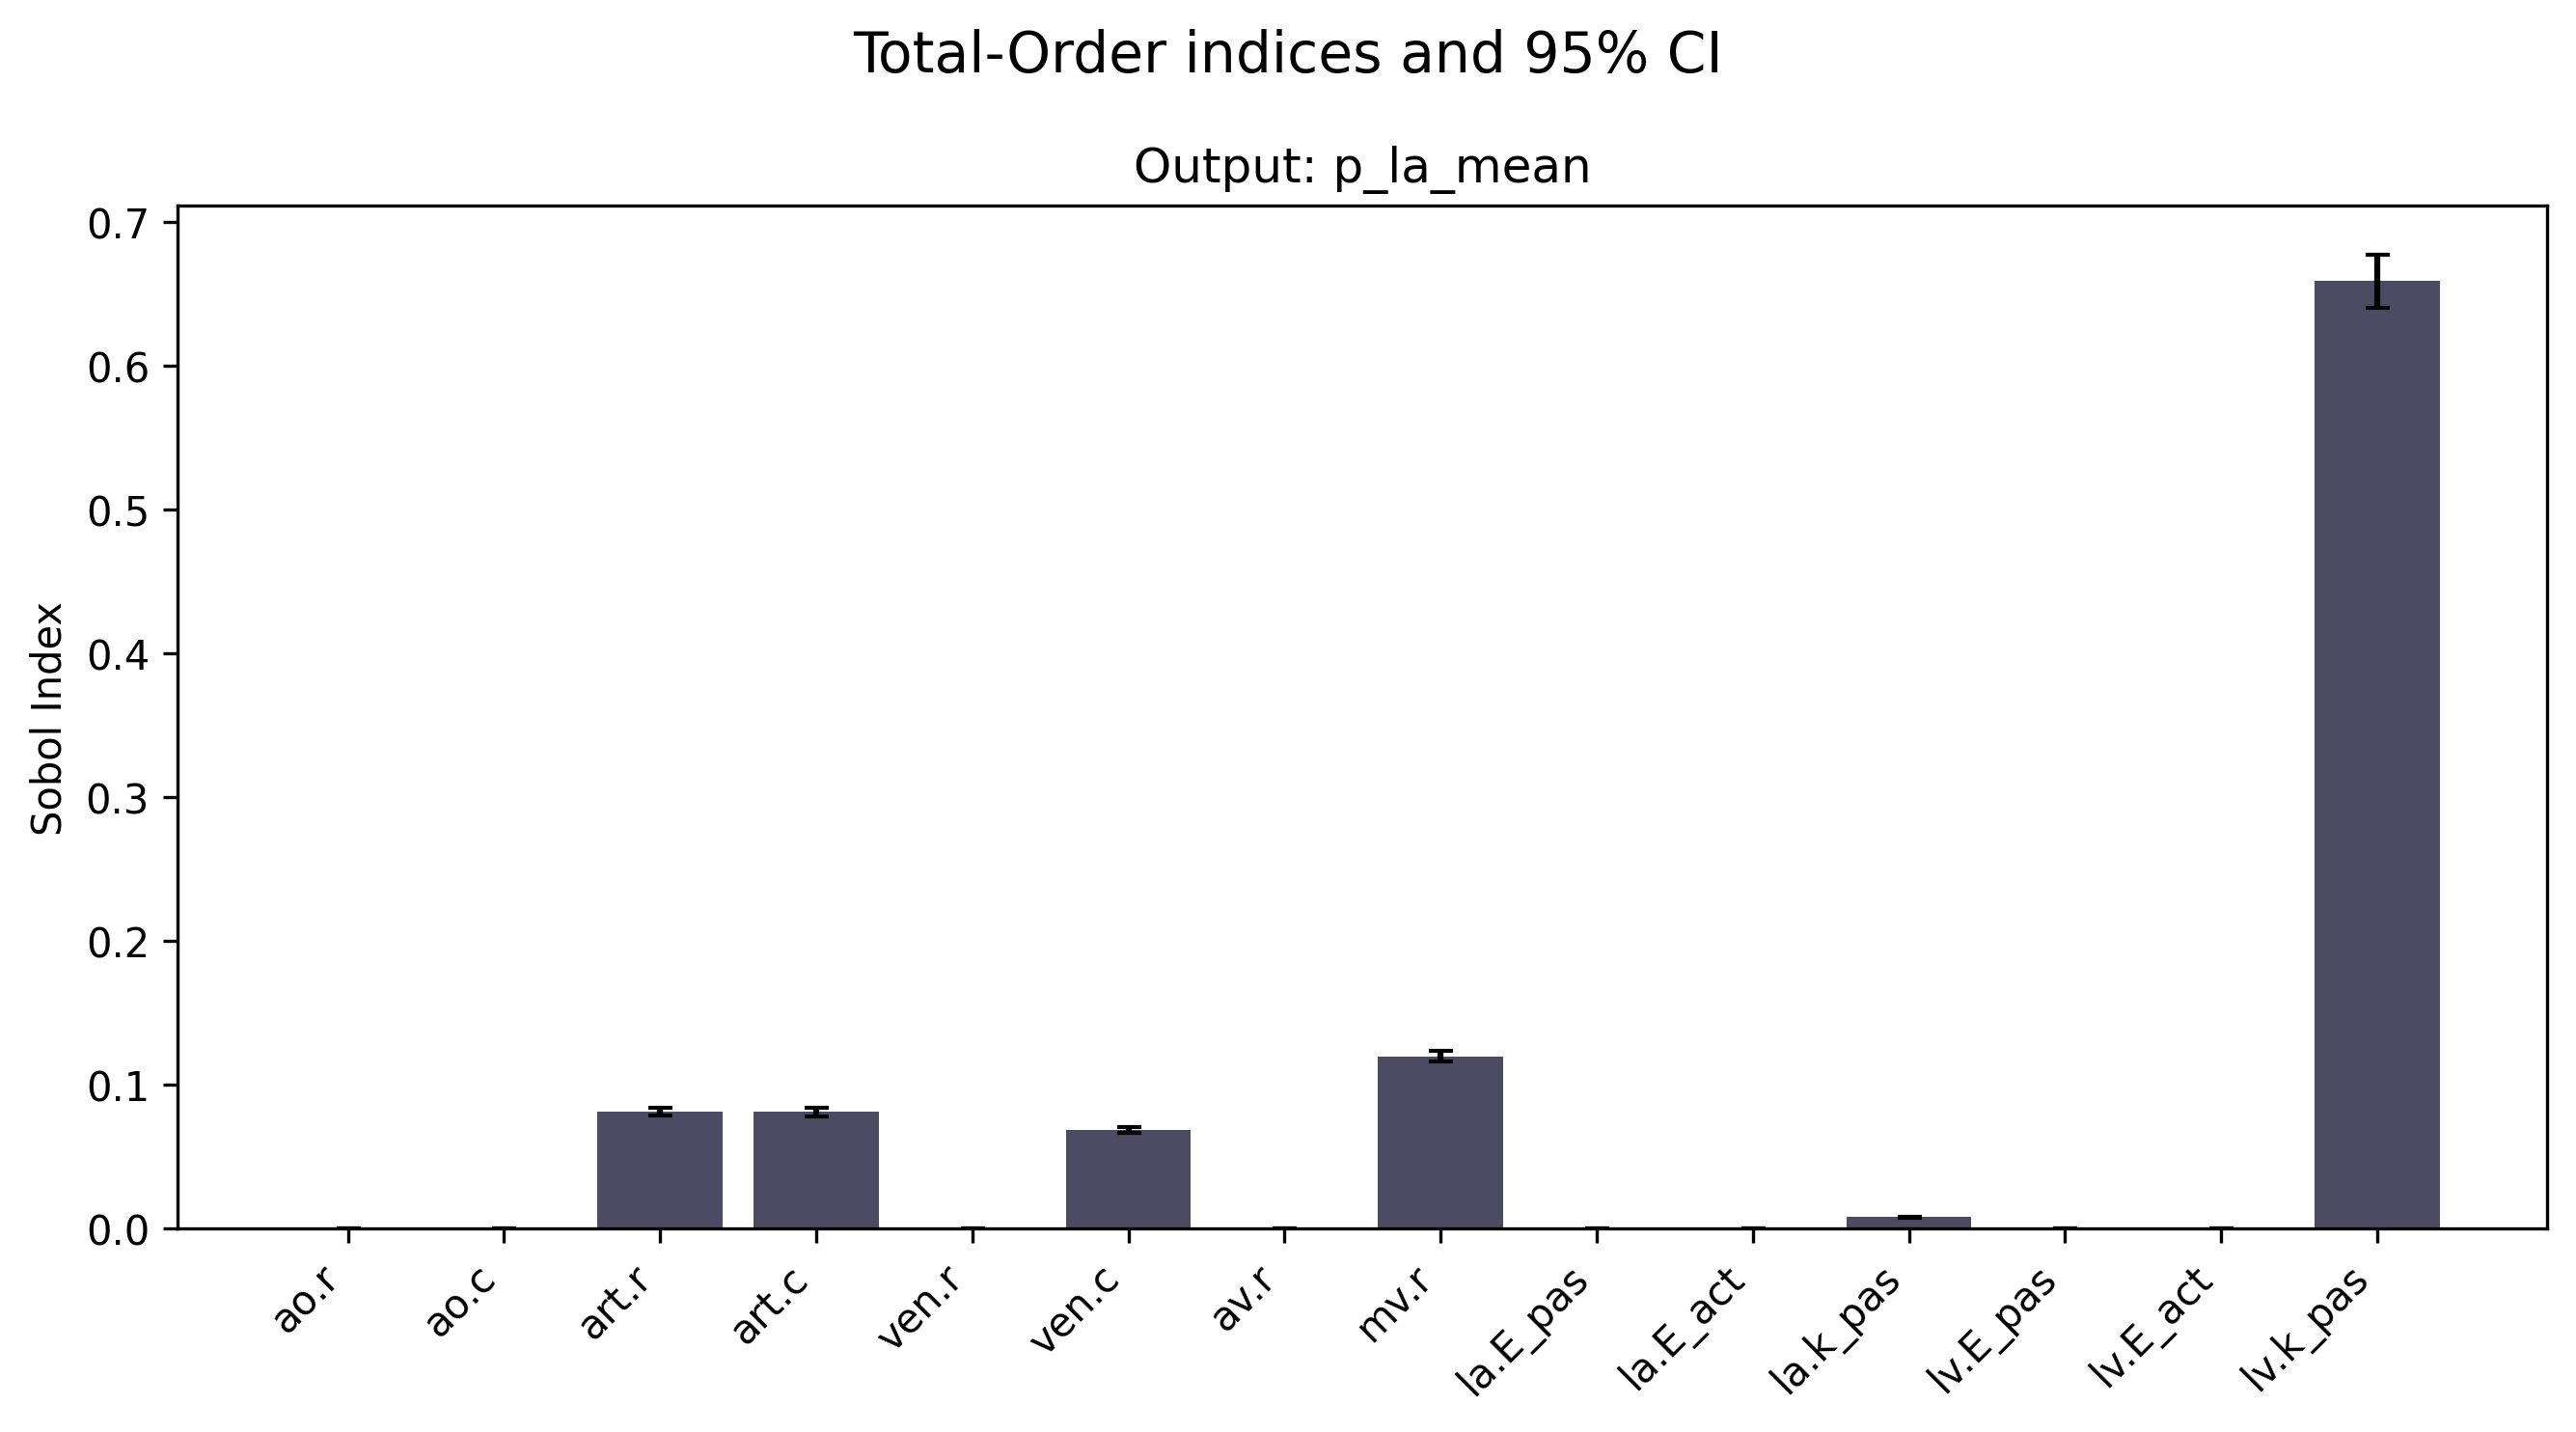 Total-Order indices and 95% CI
Output: p_la_mean
Sobol Index
0.7
0.6
0.5
0.4
0.3
0.2
0.1
0.0
ao.r
ao.c
art.r
art.c
ven.r
ven.c
av.r
mv.r
la.E_pas
la.E_act
la.k_pas
lv.E_pas
lv.E_act
lv.k_pas